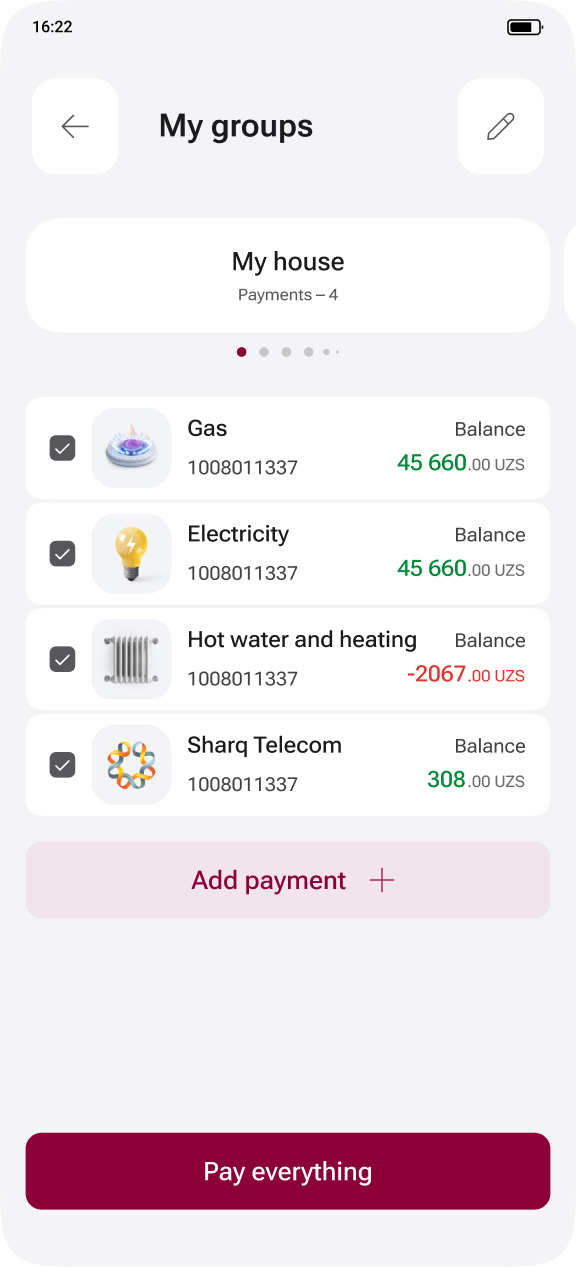 16:22
My groups
My house
Payments – 4
Gas
Balance
1008011337
45 660.00 UZS
Electricity
Balance
1008011337
45 660.00 UZS
Hot water and heating
Balance
1008011337
-2067.00 UZS
Sharq Telecom
Balance
1008011337
308.00 UZS
Add payment
Pay everything